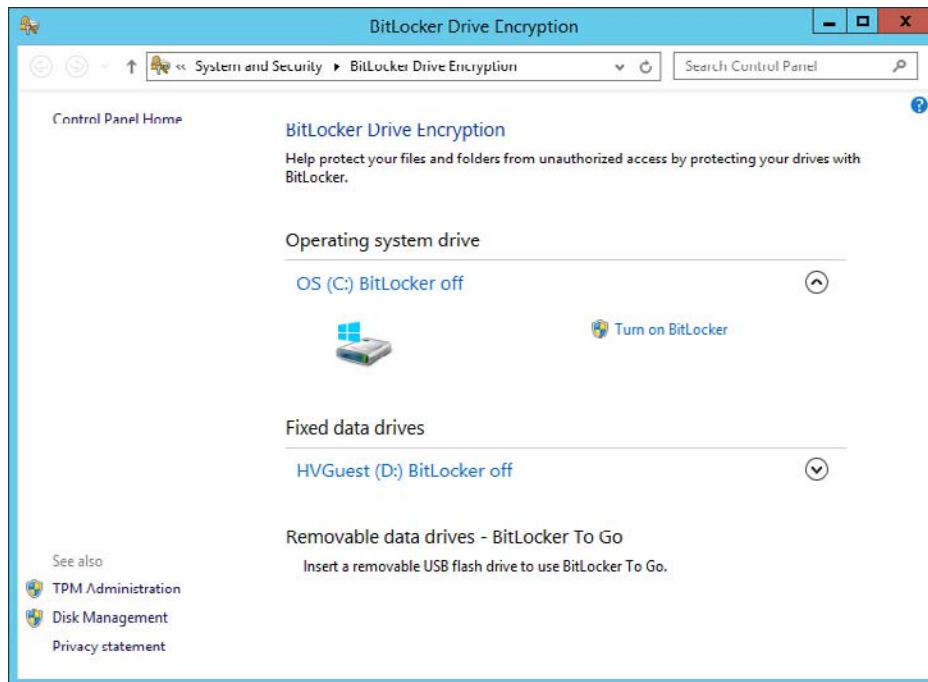 BitLocker Drive Encryption
« System and Security ▸ BitLocker Drive Encryption
Search Control Panel
Control Panel Home
BitLocker Drive Encryption
Help protect your files and folders from unauthorized access by protecting your drives with
BitLocker.
Operating system drive
OS (C:) BitLocker off
Turn on BitLocker
Fixed data drives
HVGuest (D:) BitLocker off
Removable data drives - BitLocker To Go
Insert a removable USB flash drive to use BitLocker To Go.
See also
TPM Administration
Disk Management
Privacy statement